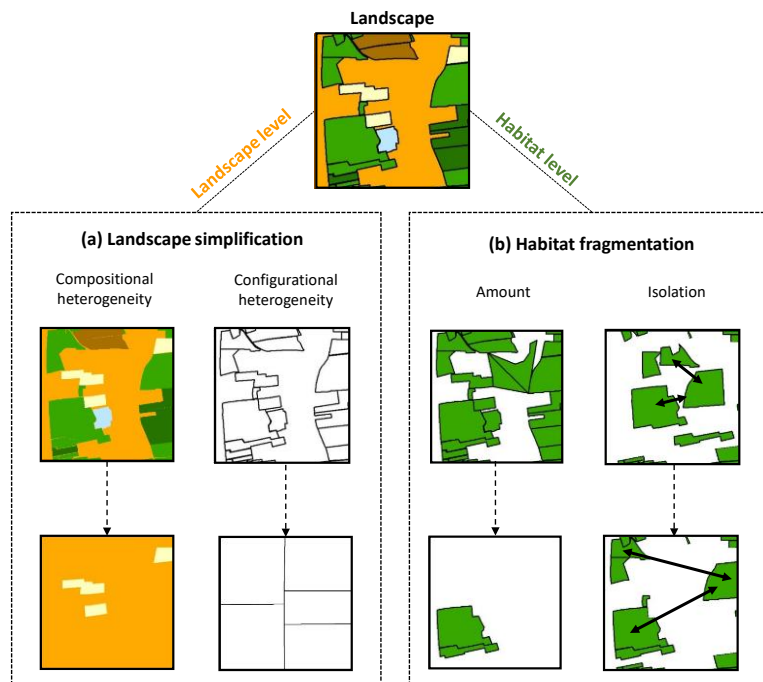 Landscape
Landscape level
Habitat level
(a) Landscape simplification
Compositional
heterogeneity
Configurational
heterogeneity
(b) Habitat fragmentation
Amount
Isolation